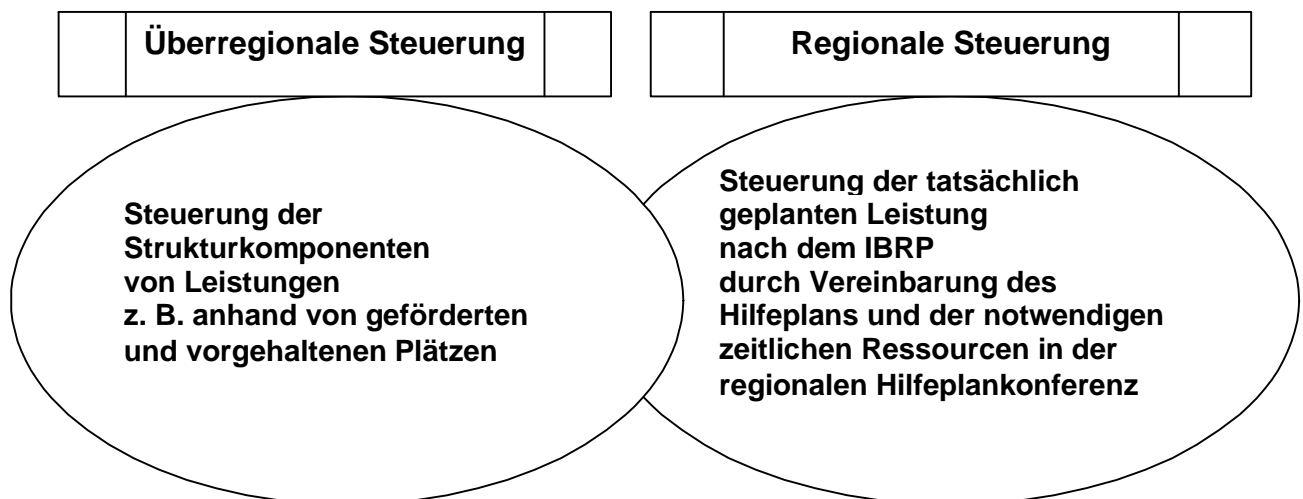 Überregionale Steuerung
Regionale Steuerung
Steuerung der
Strukturkomponenten
von Leistungen
z. B. anhand von geförderten
und vorgehaltenen Plätzen
Steuerung der tatsächlich
geplanten Leistung
nach dem IBRP
durch Vereinbarung des
Hilfeplans und der notwendigen
zeitlichen Ressourcen in der
regionalen Hilfeplankonferenz